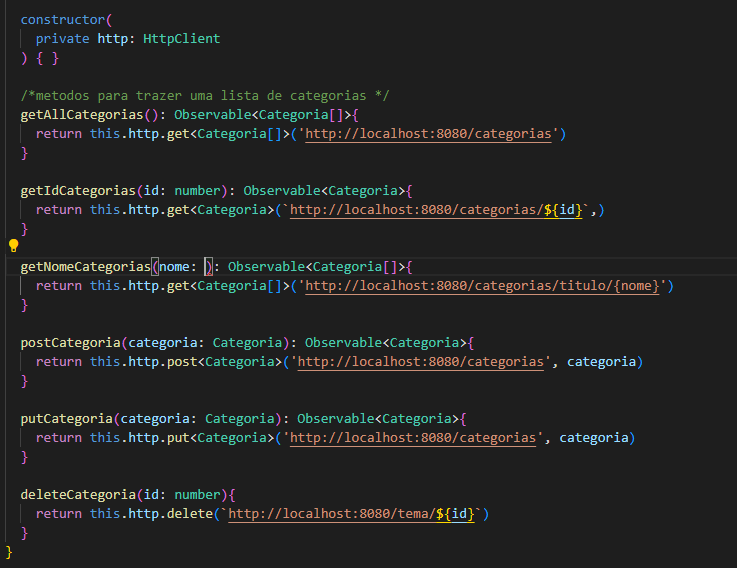 constructor(
private http: HttpClient
) { }
/*metodos para trazer uma lista de categorias */
getAllCategorias(): Observable<Categoria[]>{
return this.http.get<Categoria[]>('http://localhost:8080/categorias')
}
getIdCategorias(id: number): Observable<Categoria>{
return this.http.get<Categoria>(`http://localhost:8080/categorias/${id}`,)
}
getNomeCategorias(nome: ): Observable<Categoria[]>{
return this.http.get<Categoria[]>('http://localhost:8080/categorias/titulo/{nome}')
}
postCategoria(categoria: Categoria): Observable<Categoria>{
return this.http.post<Categoria>('http://localhost:8080/categorias', categoria)
}
putCategoria(categoria: Categoria): Observable<Categoria>{
return this.http.put<Categoria>('http://localhost:8080/categorias', categoria)
}
deleteCategoria(id: number){
return this.http.delete(`http://localhost:8080/tema/${id}`)
}
}